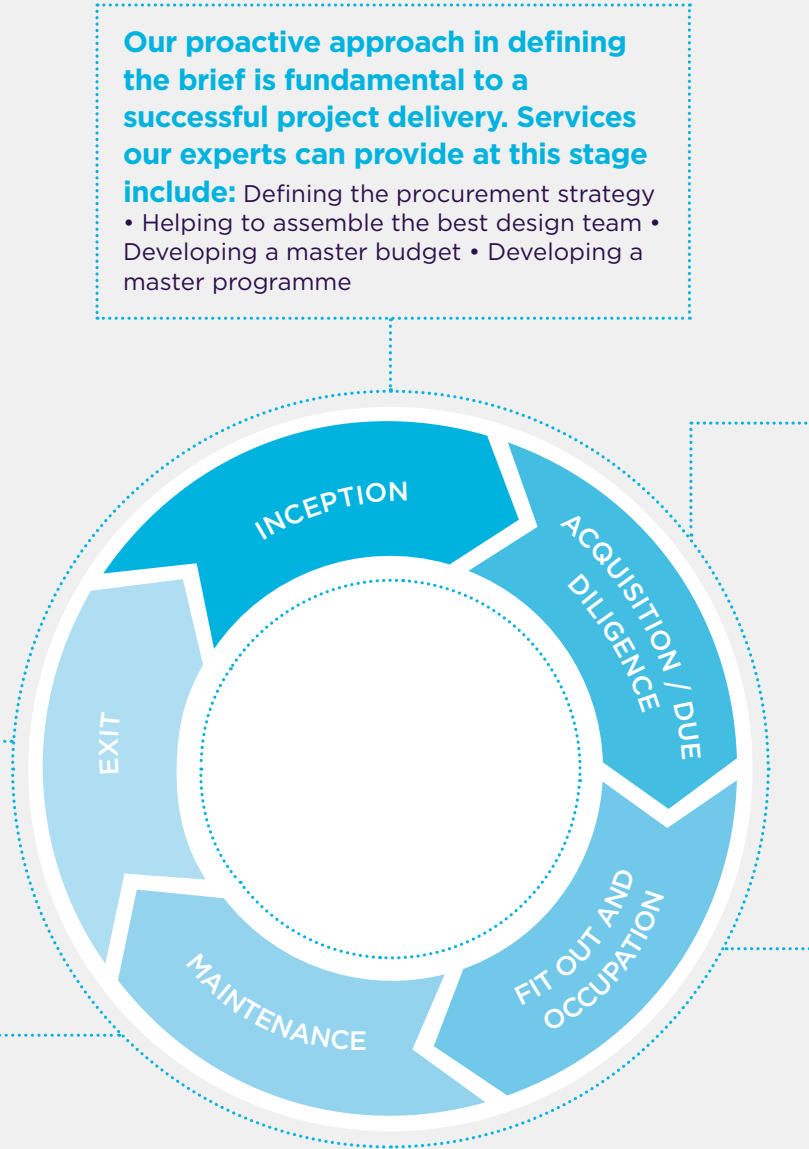 Our proactive approach in defining
the brief is fundamental to a
successful project delivery. Services
our experts can provide at this stage
include: Defining the procurement strategy
• Helping to assemble the best design team •
Developing a master budget • Developing a
master programme
INCEPTION
ACQUISITION / DUE
DILIGENCE
FIT OUT AND
OCCUPATION
MAINTENANCE
EXIT